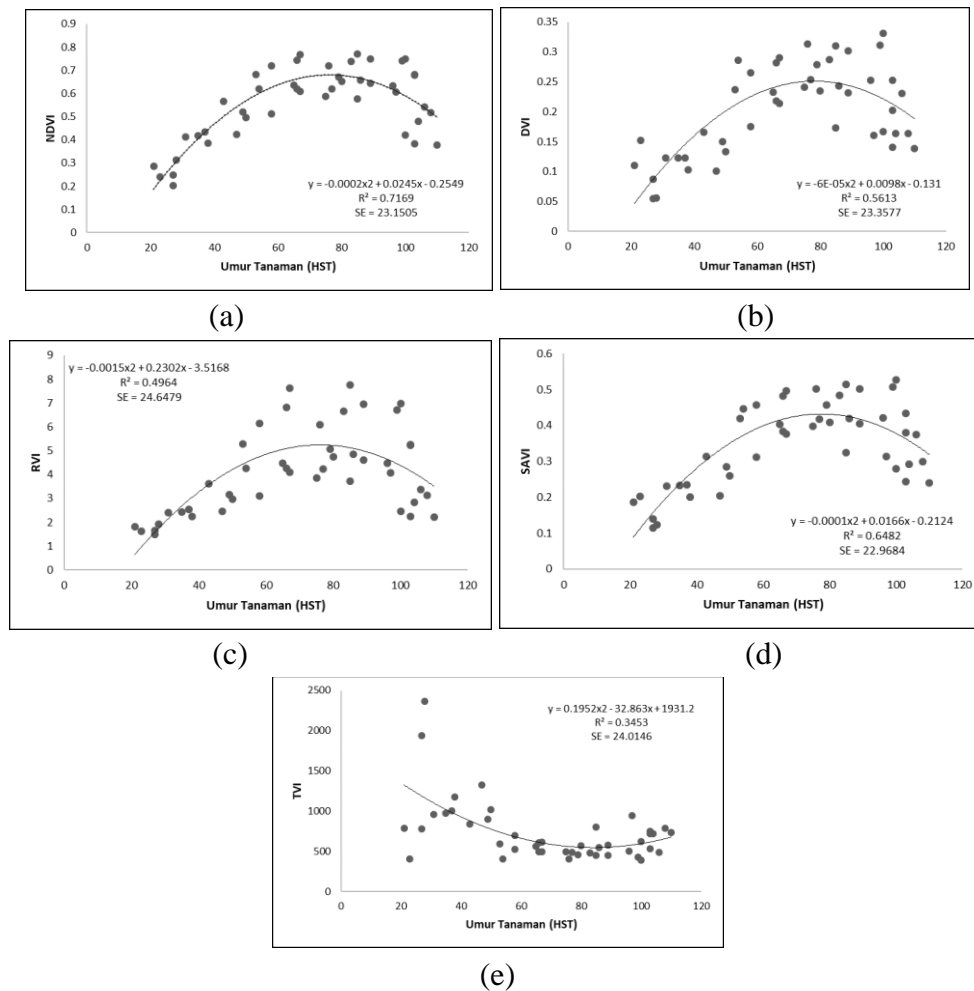 0.9
0.8
0.7
0.6
0.5
0.4
0.3
0.2
0.1
0
NDVI
y = -0.0002x2 + 0.0245x - 0.2549
R² = 0.7169
SE = 23.1505
0 20 40 60 80 100 120
Umur Tanaman (HST)
(a)
0.35
0.3
0.25
0.2
0.15
0.1
0.05
0
DVI
y = -6E-05x2 + 0.0098x - 0.131
R² = 0.5613
SE = 23.3577
0 20 40 60 80 100 120
Umur Tanaman (HST)
(b)
9
8
7
6
5
4
3
2
1
0
RVI
y = -0.0015x2 + 0.2302x - 3.5168
R² = 0.4964
SE = 24.6479
0 20 40 60 80 100 120
Umur Tanaman (HST)
(c)
0.6
0.5
0.4
0.3
0.2
0.1
0
SAVI
y = -0.0001x2 + 0.0166x - 0.2124
R² = 0.6482
SE = 22.9684
0 20 40 60 80 100 120
Umur Tanaman (HST)
(d)
2500
2000
1500
1000
500
0
TVI
y = 0.1952x2 - 32.863x + 1931.2
R² = 0.3453
SE = 24.0146
0 20 40 60 80 100 120
Umur Tanaman (HST)
(e)